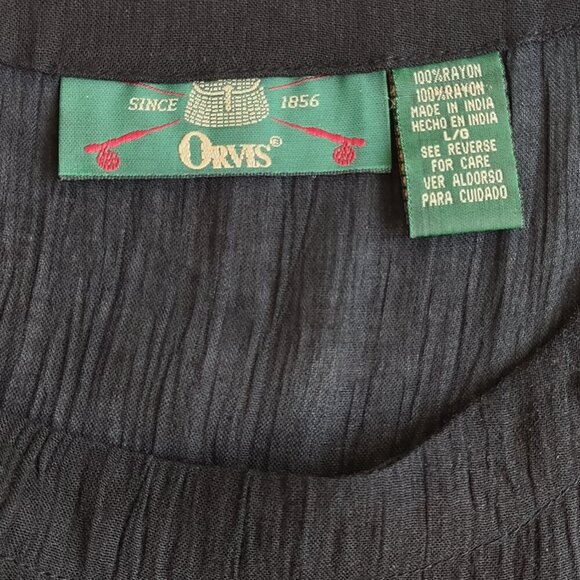 SINCE 1856
ORVIS®
100%RAYON
100%RAYON
MADE IN INDIA
HECHO EN INDIA
L/G
SEE REVERSE
FOR CARE
VER ALDORSO
PARA CUIDADO